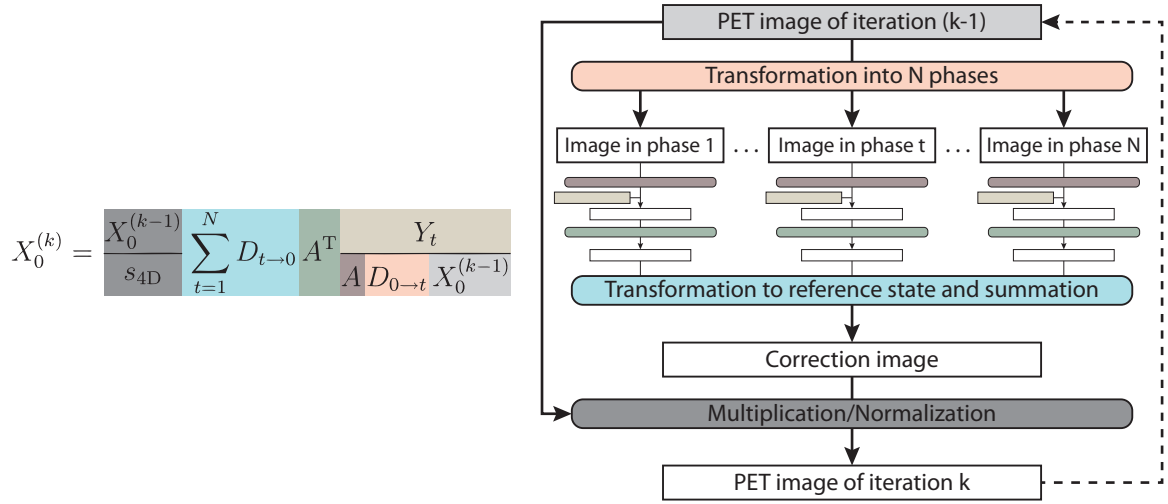 X_0^{(k)} = \frac{X_0^{(k-1)}}{s_{4D}} \sum_{t=1}^{N} D_{t→0} A^T \frac{Y_t}{A D_{0→t} X_0^{(k-1)}}
PET image of iteration (k-1)
Transformation into N phases
Image in phase 1 ... Image in phase t ... Image in phase N
Transformation to reference state and summation
Correction image
Multiplication/Normalization
PET image of iteration k